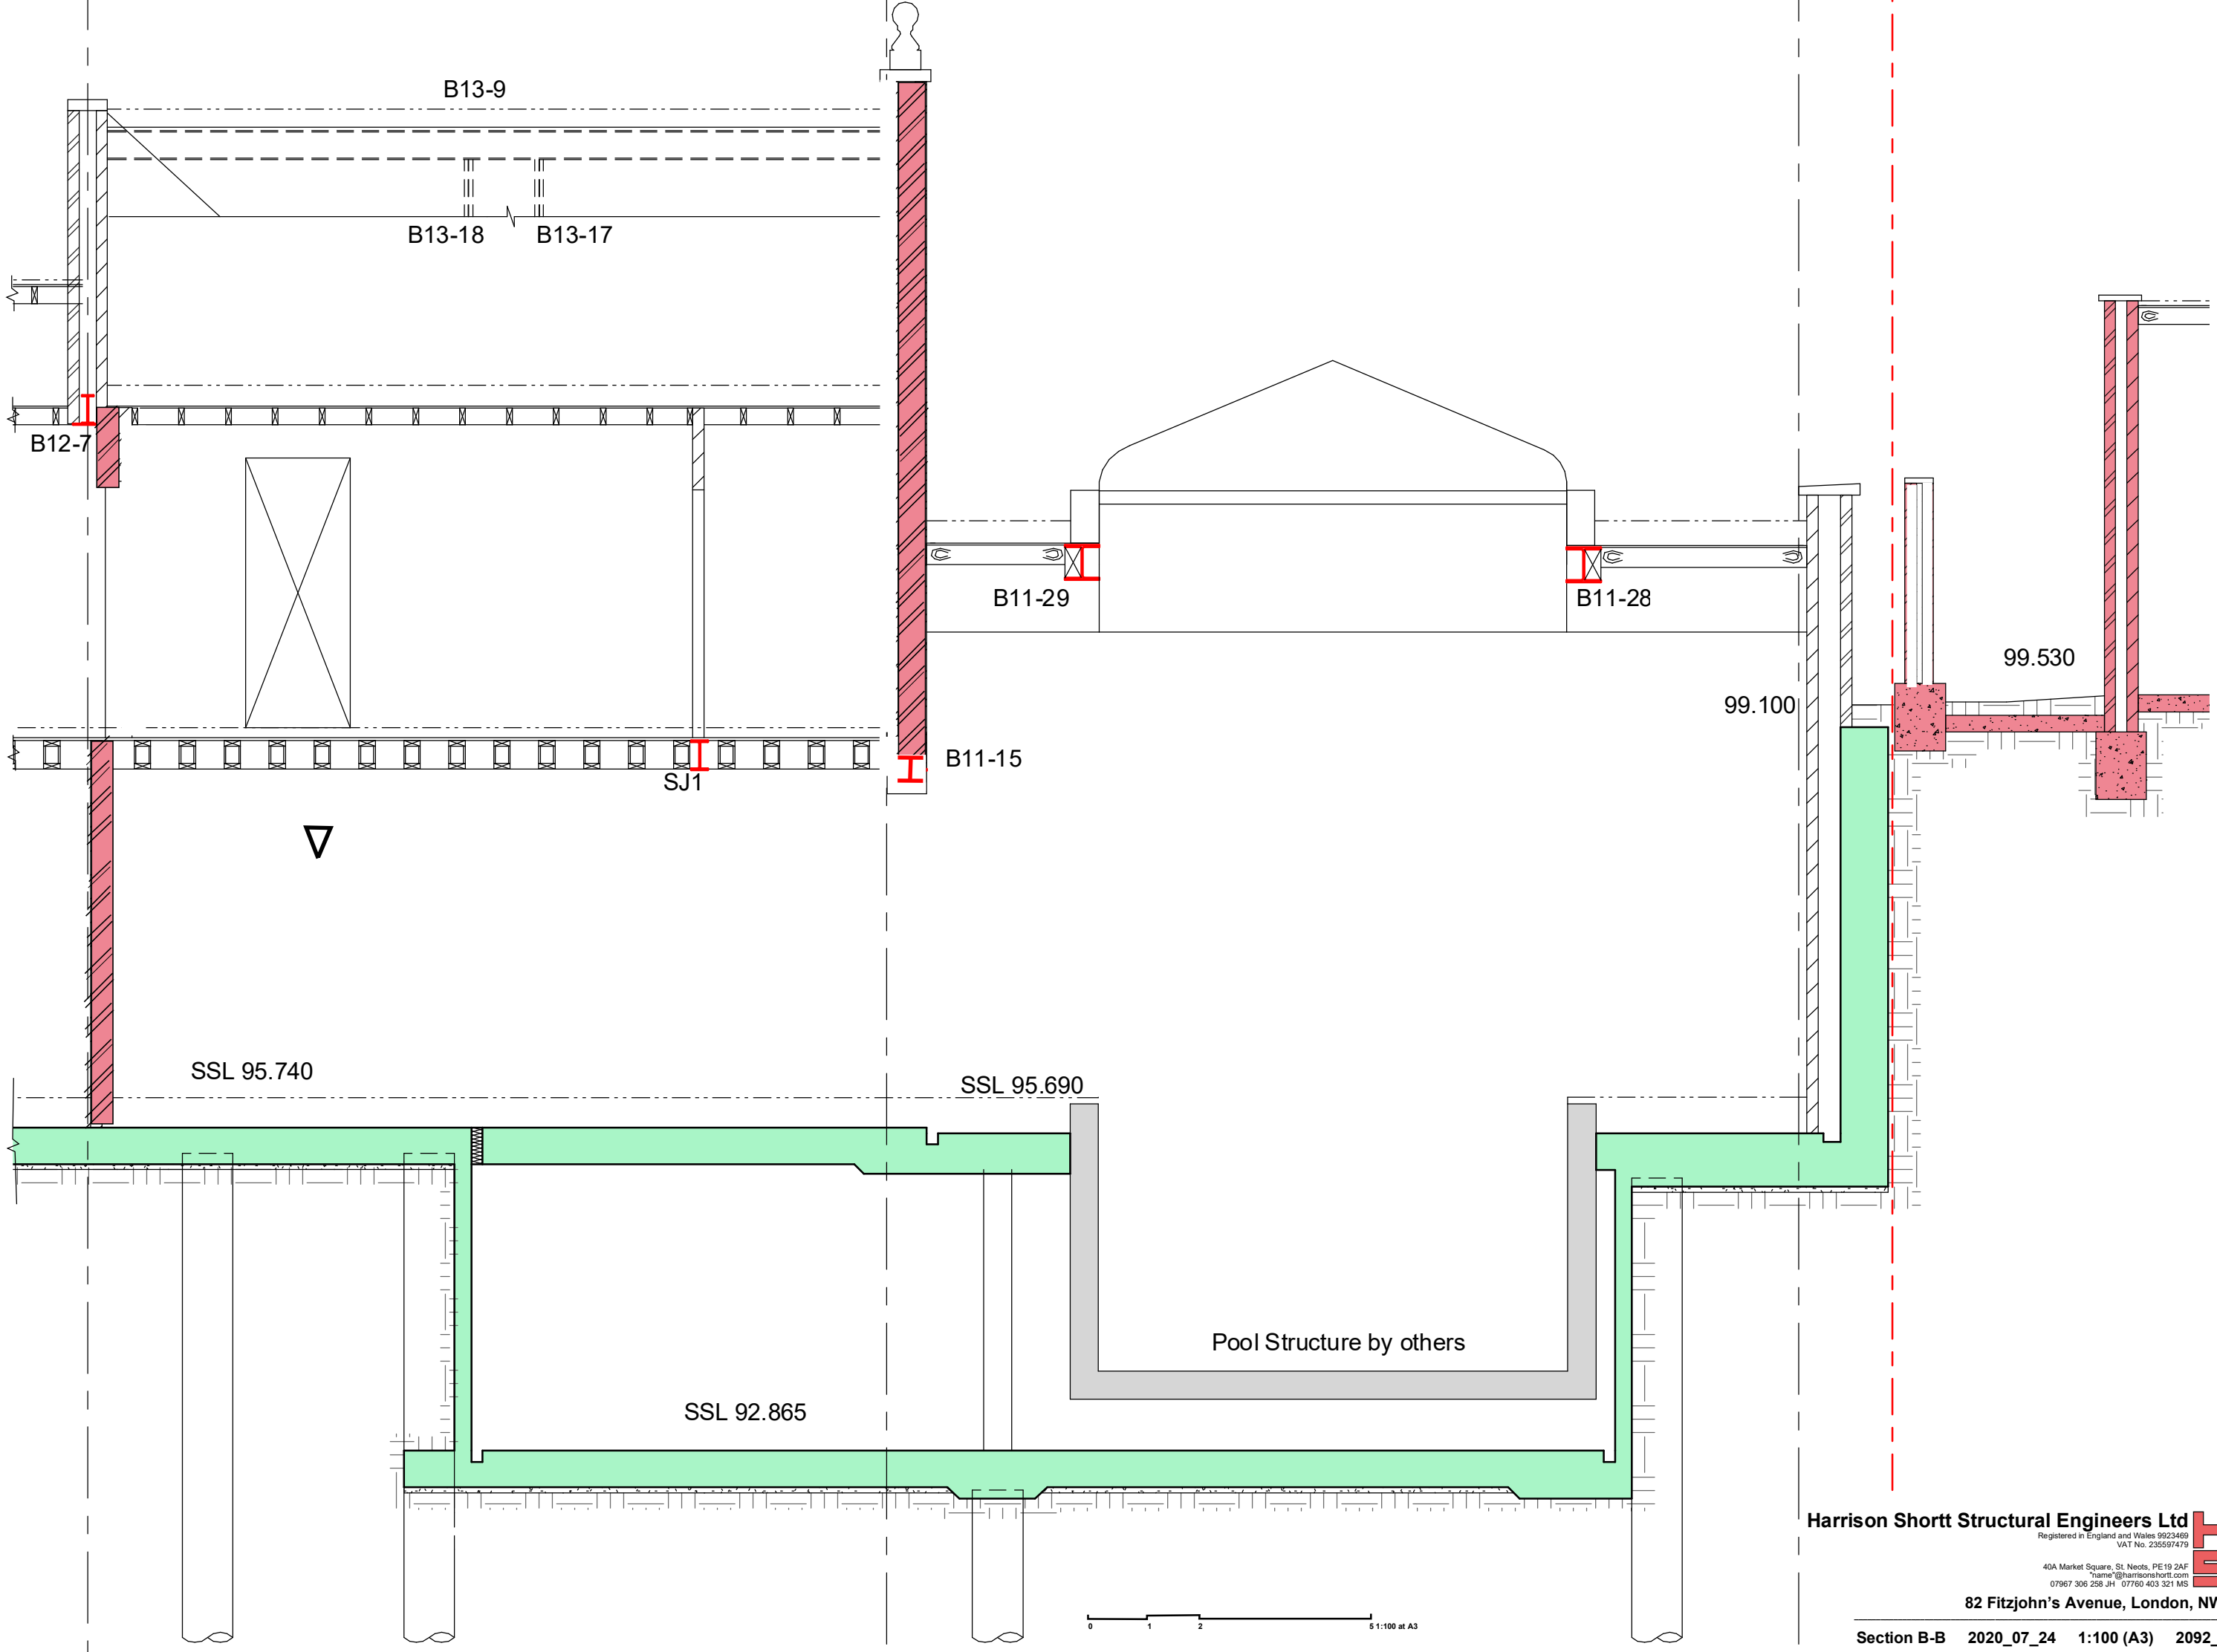 B13-9
B13-18
B13-17
B12-7
B11-29
B11-28
99.530
99.100
B11-15
SJ1
SSL 95.740
SSL 95.690
Pool Structure by others
SSL 92.865
Harrison Shortt Structural Engineers Ltd
Registered in England and Wales 9923469
VAT No. 235597479
40A Market Square, St. Neots, PE19 2AF
"name"@harrisonshortt.com
07967 306 258 JH 07760 403 321 MS
82 Fitzjohn's Avenue, London, NW
0 1 2 5 1:100 at A3
Section B-B 2020_07_24 1:100 (A3) 2092_